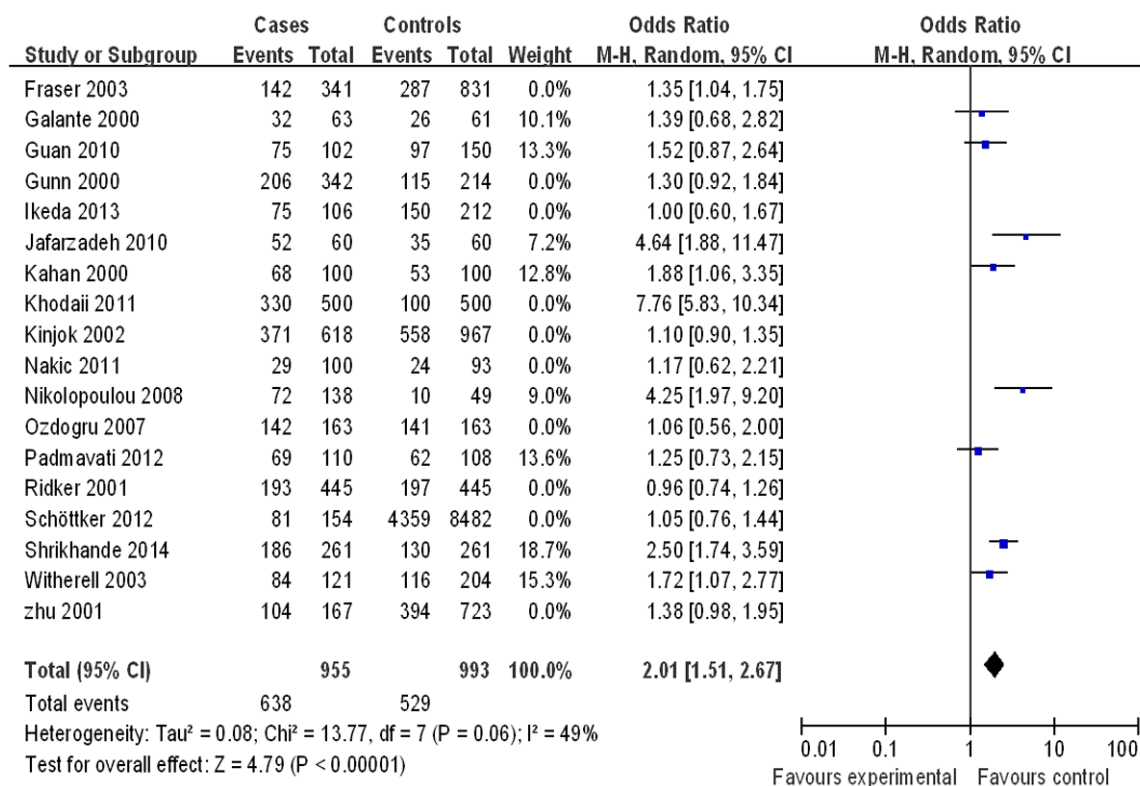 Cases Controls Odds Ratio Odds Ratio
Study or Subgroup Events Total Events Total Weight M-H, Random, 95% CI M-H, Random, 95% CI
Fraser 2003 142 341 287 831 0.0% 1.35 [1.04, 1.75]
Galante 2000 32 63 26 61 10.1% 1.39 [0.68, 2.82]
Guan 2010 75 102 97 150 13.3% 1.52 [0.87, 2.64]
Gunn 2000 206 342 115 214 0.0% 1.30 [0.92, 1.84]
Ikeda 2013 75 106 150 212 0.0% 1.00 [0.60, 1.67]
Jafarzadeh 2010 52 60 35 60 7.2% 4.64 [1.88, 11.47]
Kahan 2000 68 100 53 100 12.8% 1.88 [1.06, 3.35]
Khodaii 2011 330 500 100 500 0.0% 7.76 [5.83, 10.34]
Kinjok 2002 371 618 558 967 0.0% 1.10 [0.90, 1.35]
Nakic 2011 29 100 24 93 0.0% 1.17 [0.62, 2.21]
Nikolopoulou 2008 72 138 10 49 9.0% 4.25 [1.97, 9.20]
Ozdogru 2007 142 163 141 163 0.0% 1.06 [0.56, 2.00]
Padmavati 2012 69 110 62 108 13.6% 1.25 [0.73, 2.15]
Ridker 2001 193 445 197 445 0.0% 0.96 [0.74, 1.26]
Schöttker 2012 81 154 4359 8482 0.0% 1.05 [0.76, 1.44]
Shrikhande 2014 186 261 130 261 18.7% 2.50 [1.74, 3.59]
Witherell 2003 84 121 116 204 15.3% 1.72 [1.07, 2.77]
zhu 2001 104 167 394 723 0.0% 1.38 [0.98, 1.95]
Total (95% CI) 955 993 100.0% 2.01 [1.51, 2.67]
Total events 638 529
Heterogeneity: Tau² = 0.08; Chi² = 13.77, df = 7 (P = 0.06); I² = 49%
Test for overall effect: Z = 4.79 (P < 0.00001)
0.01 0.1 1 10 100
Favours experimental Favours control